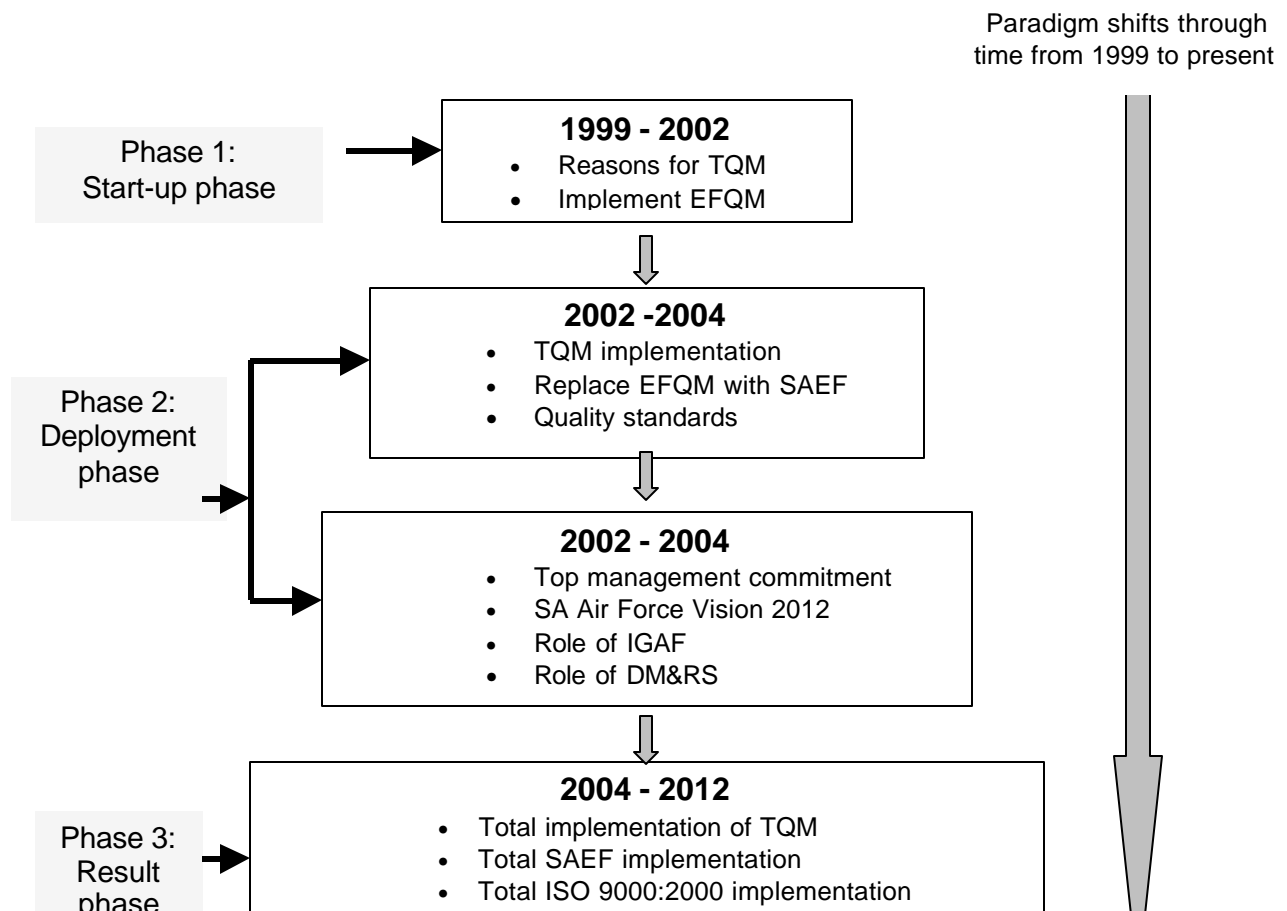 Paradigm shifts through
time from 1999 to present
Phase 1:
Start-up phase
1999 - 2002
• Reasons for TQM
• Implement EFQM
Phase 2:
Deployment
phase
2002 -2004
• TQM implementation
• Replace EFQM with SAEF
• Quality standards
2002 - 2004
• Top management commitment
• SA Air Force Vision 2012
• Role of IGAF
• Role of DM&RS
Phase 3:
Result
phase
2004 - 2012
• Total implementation of TQM
• Total SAEF implementation
• Total ISO 9000:2000 implementation